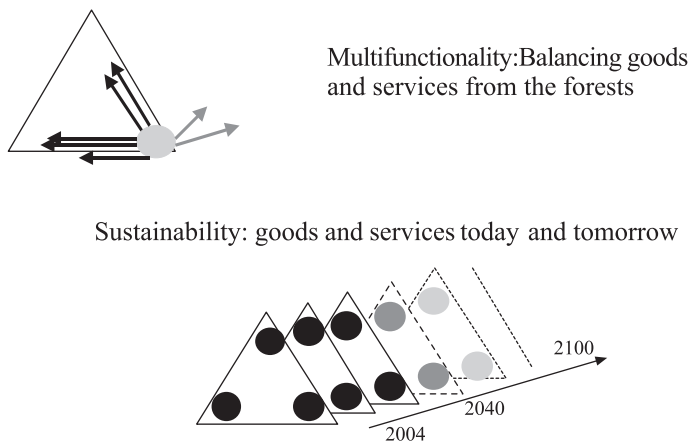 Multifunctionality:Balancing goods
and services from the forests
Sustainability: goods and services today and tomorrow
2100
2040
2004